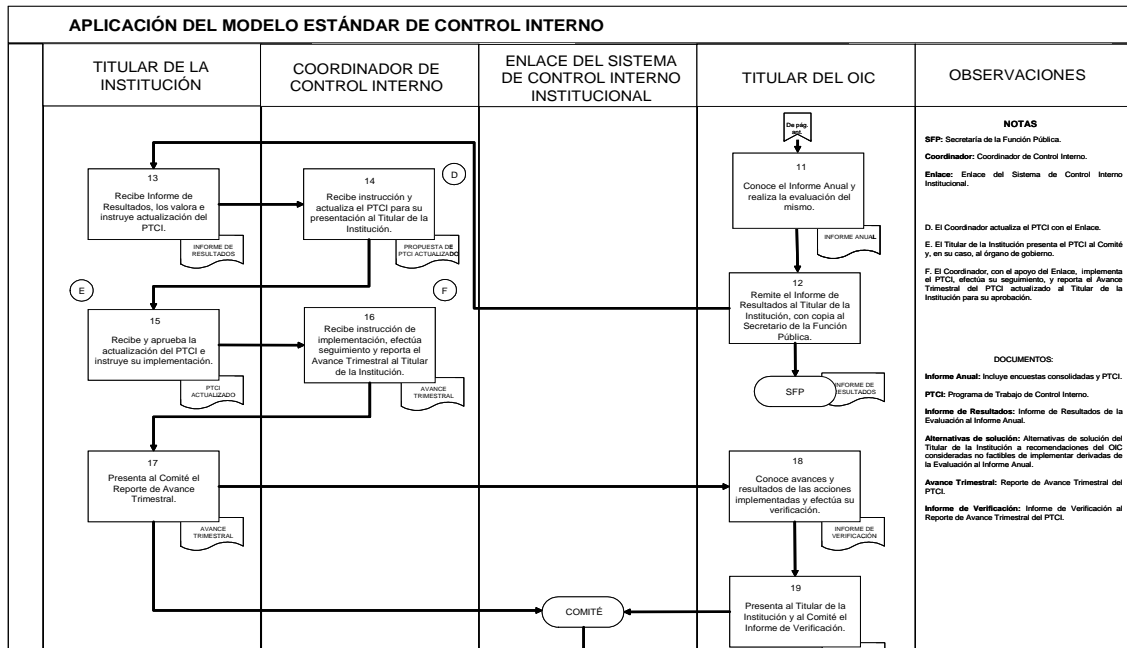 APLICACIÓN DEL MODELO ESTÁNDAR DE CONTROL INTERNO
TITULAR DE LA
INSTITUCIÓN
COORDINADOR DE
CONTROL INTERNO
ENLACE DEL SISTEMA
DE CONTROL INTERNO
INSTITUCIONAL
TITULAR DEL OIC
OBSERVACIONES
De pág.
ant.
11
Conoce el Informe Anual y
realiza la evaluación del
mismo.
INFORME ANUAL
12
Remite el Informe de
Resultados al Titular de la
Institución, con copia al
Secretario de la Función
Pública.
INFORME DE
RESULTADOS
SFP
13
Recibe Informe de
Resultados, los valora e
instruye actualización del
PTCI.
INFORME DE
RESULTADOS
D
14
Recibe instrucción y
actualiza el PTCI para su
presentación al Titular de la
Institución.
PROPUESTA DE
PTCI ACTUALIZADO
E
15
Recibe y aprueba la
actualización del PTCI e
instruye su implementación.
PTCI
ACTUALIZADO
F
16
Recibe instrucción de
implementación, efectúa
seguimiento y reporta el
Avance Trimestral al Titular
de la Institución.
AVANCE
TRIMESTRAL
17
Presenta al Comité el
Reporte de Avance
Trimestral.
AVANCE
TRIMESTRAL
18
Conoce avances y
resultados de las acciones
implementadas y efectúa su
verificación.
INFORME DE
VERIFICACIÓN
19
Presenta al Titular de la
Institución y al Comité el
Informe de Verificación.
COMITÉ
NOTAS
SFP: Secretaría de la Función Pública.
Coordinador: Coordinador de Control Interno.
Enlace: Enlace del Sistema de Control Interno
Institucional.
D. El Coordinador actualiza el PTCI con el Enlace.
E. El Titular de la Institución presenta el PTCI al Comité
y, en su caso, al órgano de gobierno.
F. El Coordinador, con el apoyo del Enlace, implementa
el PTCI, efectúa su seguimiento, y reporta el Avance
Trimestral del PTCI actualizado al Titular de la
Institución para su aprobación.
DOCUMENTOS:
Informe Anual: Incluye encuestas consolidadas y PTCI.
PTCI: Programa de Trabajo de Control Interno.
Informe de Resultados: Informe de Resultados de la
Evaluación al Informe Anual.
Alternativas de solución: Alternativas de solución del
Titular de la Institución a recomendaciones del OIC
consideradas no factibles de implementar derivadas de
la Evaluación al Informe Anual.
Avance Trimestral: Reporte de Avance Trimestral del
PTCI.
Informe de Verificación: Informe de Verificación al
Reporte de Avance Trimestral del PTCI.